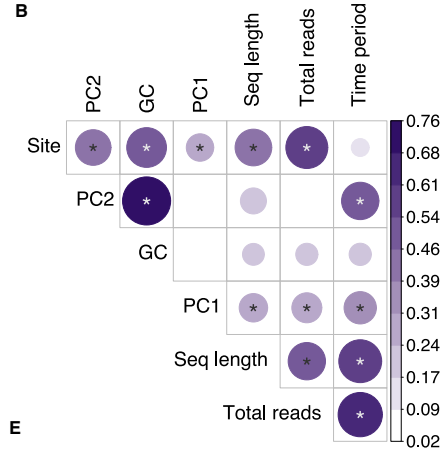 B
PC2
GC
PC1
Seq length
Total reads
Time period
Site * * * * *
PC2 * *
GC
PC1 * * *
Seq length * *
Total reads *
0.76
0.68
0.61
0.54
0.46
0.39
0.31
0.24
0.17
0.09
0.02
E